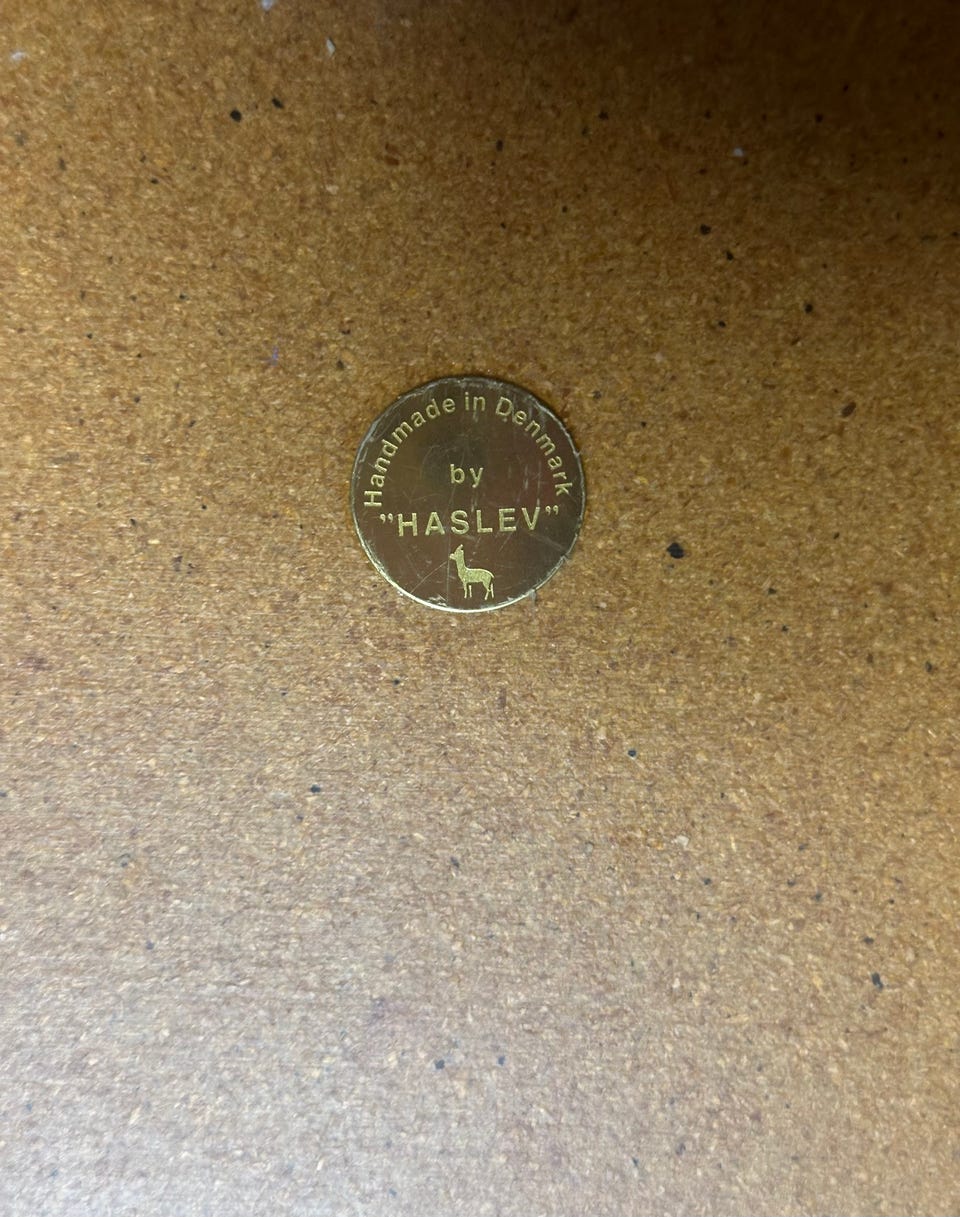 Handmade in Denmark
by
”HASLEV”